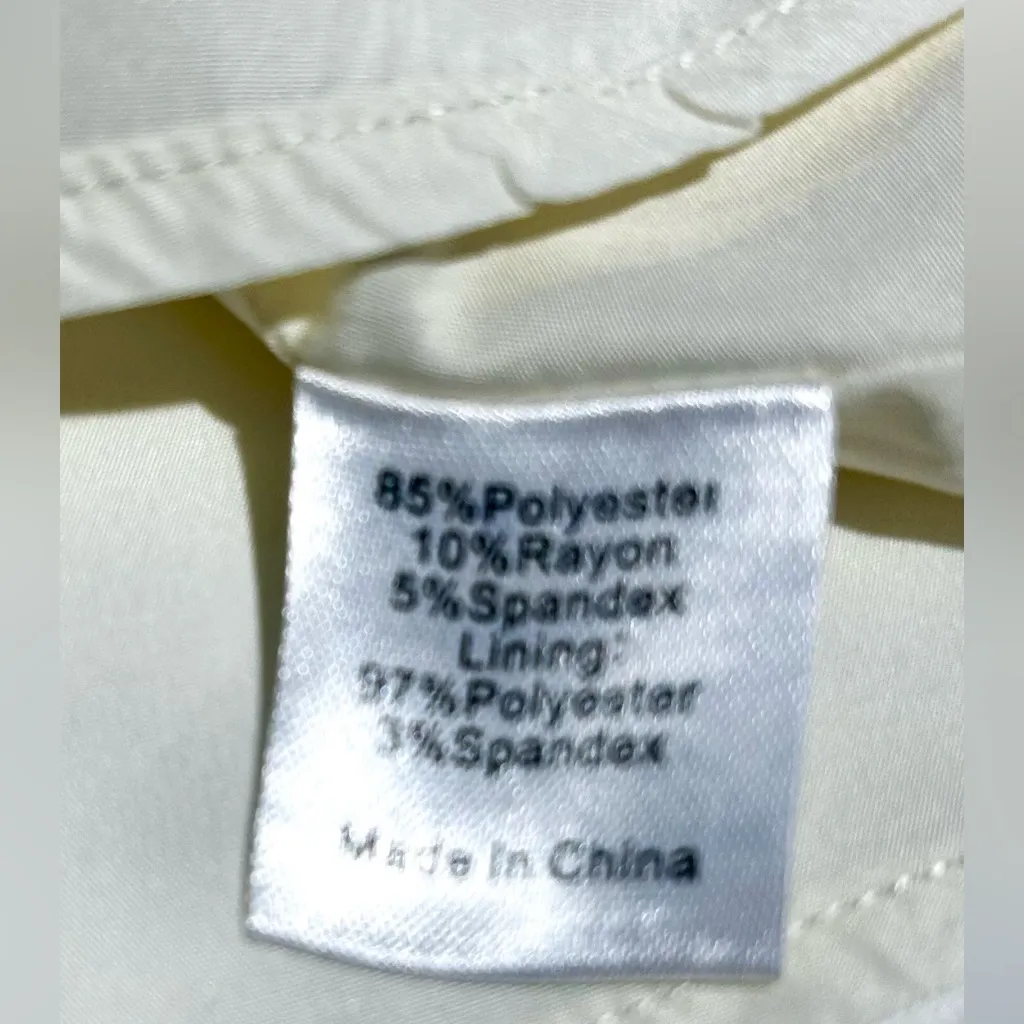 85%Polyester
10%Rayon
5%Spandex
Lining:
97%Polyester
3%Spandex
Made In China